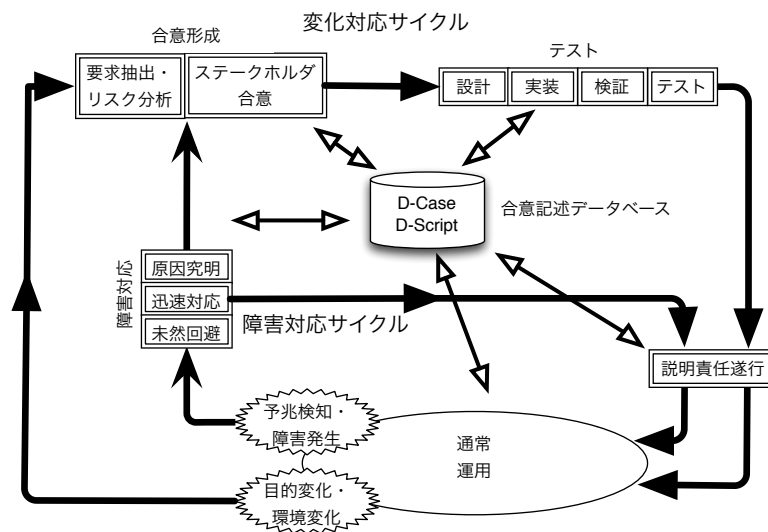 変化対応サイクル
合意形成
テスト
要求抽出・
リスク分析
ステークホルダ
合意
設計
実装
検証
テスト
D-Case
D-Script
合意記述データベース
障害対応
原因究明
迅速対応
未然回避
障害対応サイクル
説明責任遂行
予兆検知・
障害発生
通常
運用
目的変化・
環境変化